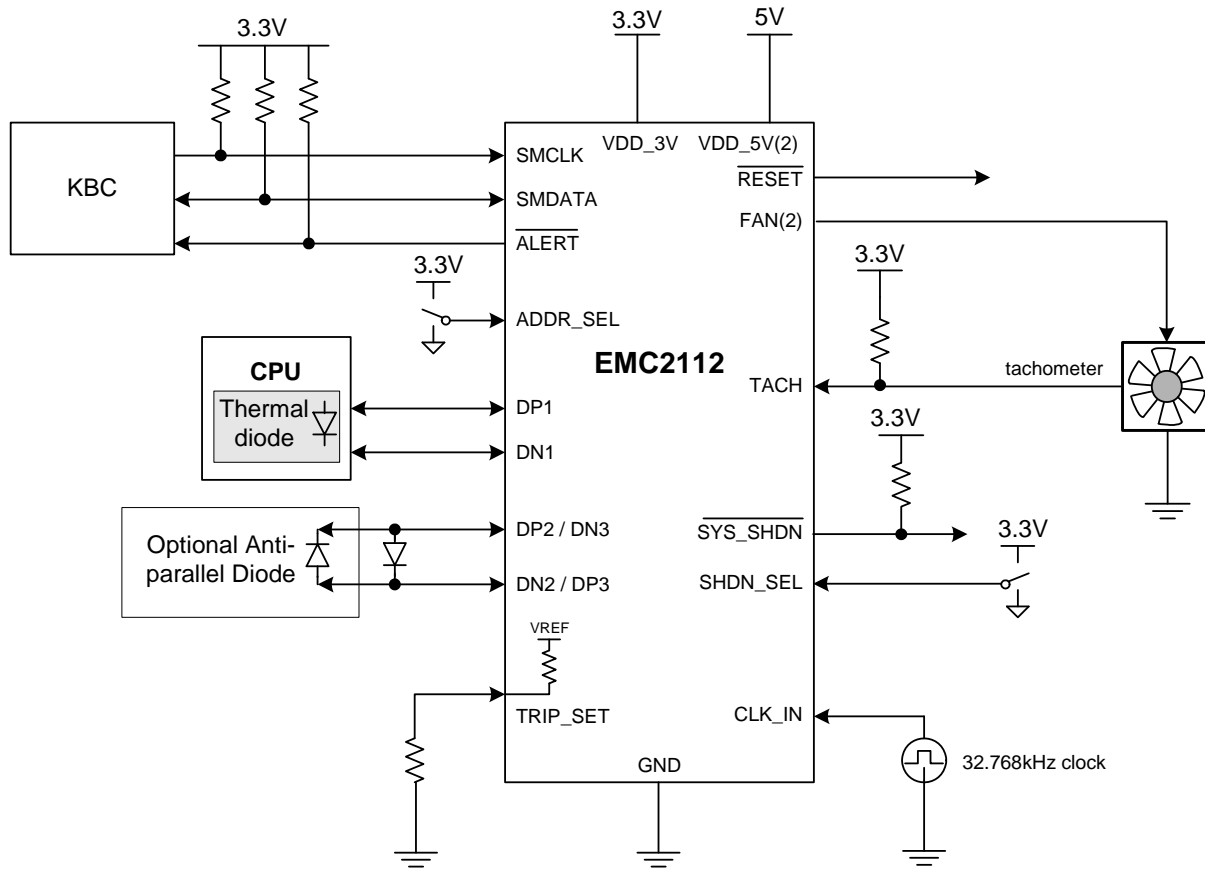 3.3V
3.3V
5V
KBC
SMCLK
SMDATA
ALERT
VDD_3V
VDD_5V(2)
RESET
FAN(2)
3.3V
ADDR_SEL
3.3V
EMC2112
CPU
Thermal
diode
DP1
DN1
TACH
tachometer
3.3V
Optional Anti-
parallel Diode
DP2 / DN3
DN2 / DP3
SYS_SHDN
SHDN_SEL
3.3V
VREF
TRIP_SET
CLK_IN
GND
32.768kHz clock